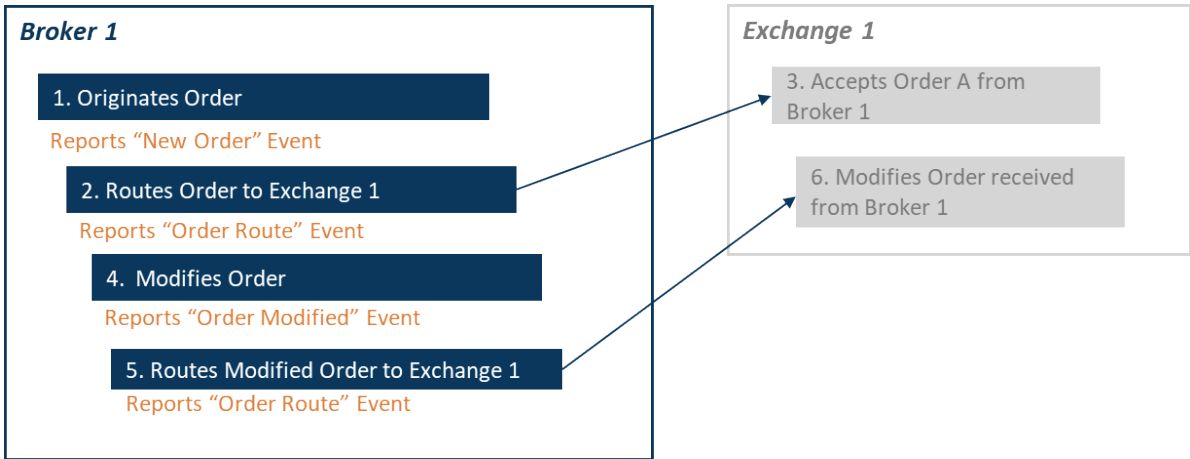 Broker 1
1. Originates Order
Reports “New Order” Event
2. Routes Order to Exchange 1
Reports “Order Route” Event
4.  Modifies Order
Reports “Order Modified” Event
5. Routes Modified Order to Exchange 1
Reports “Order Route” Event
Exchange 1
3. Accepts Order A from
Broker 1
6. Modifies Order received
from Broker 1